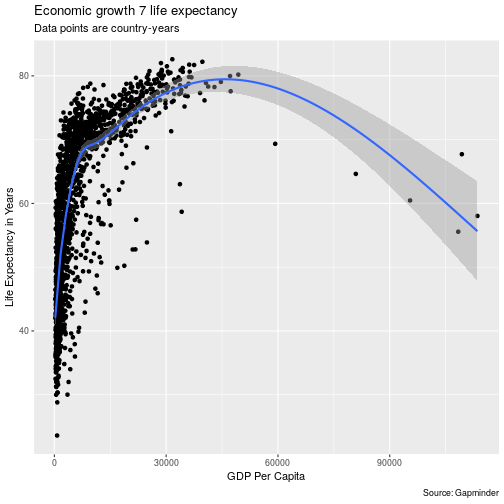 Economic growth 7 life expectancy
Data points are country-years
80
60
40
Life Expectancy in Years
0
30000
60000
90000
GDP Per Capita
Source: Gapminder